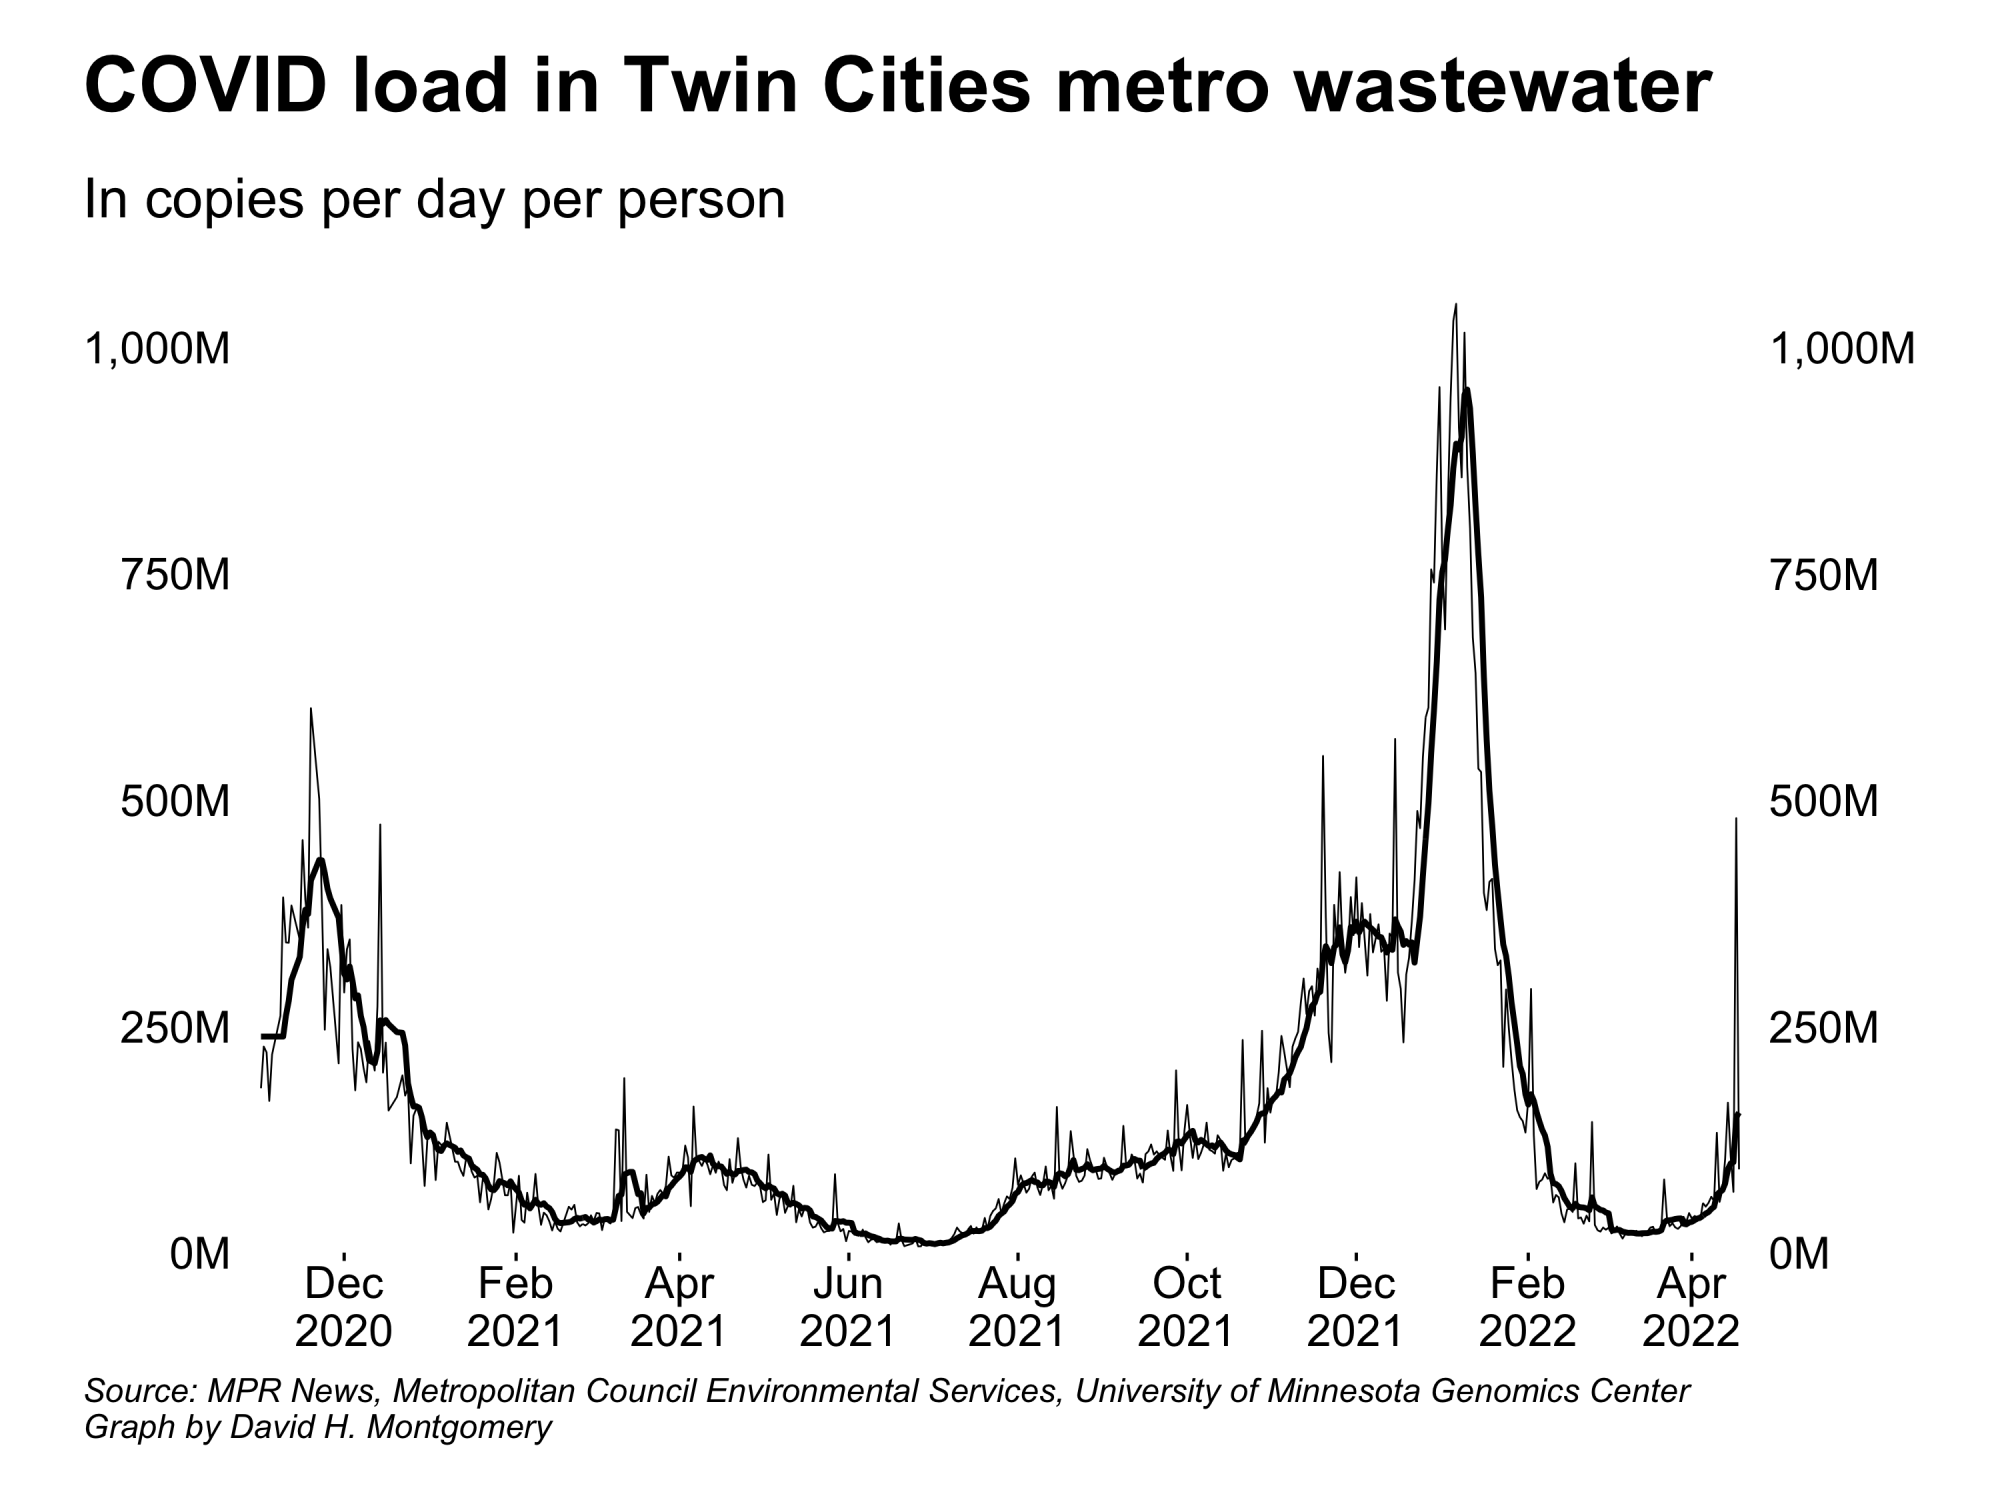 COVID load in Twin Cities metro wastewater
In copies per day per person
1,000M 1,000M
750M 750M
500M 500M
250M 250M
0M 0M
Dec Feb Apr Jun Aug Oct Dec Feb Apr
2020 2021 2021 2021 2021 2021 2021 2022 2022
Source: MPR News, Metropolitan Council Environmental Services, University of Minnesota Genomics Center
Graph by David H. Montgomery